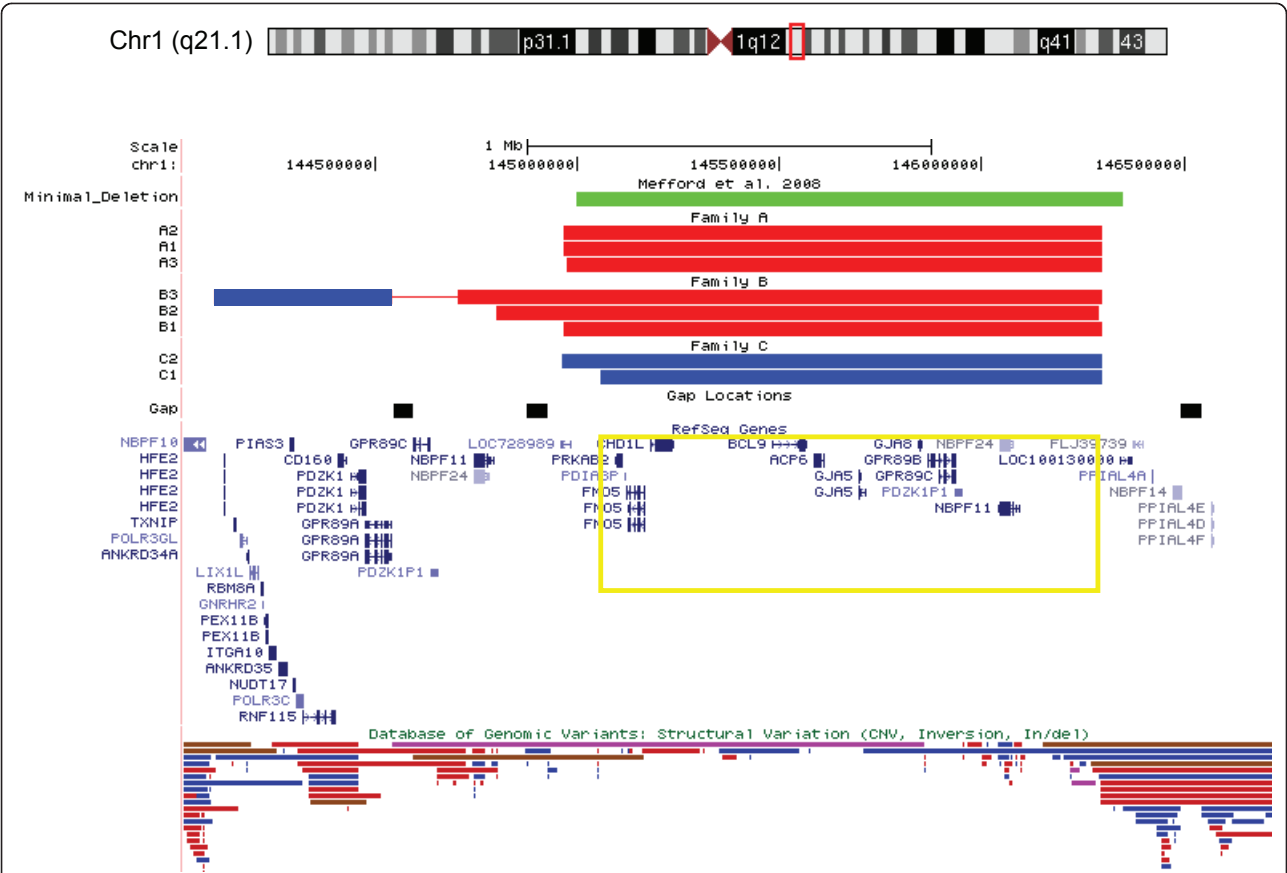 Chr1 (q21.1) p31.1 1q12 q41 43
Scale 1 Mb
chr1: 144500000 145000000 145500000 146000000 146500000
Mefford et al. 2008
Minimal_Deletion
Family A
A2
A1
A3
Family B
B3
B2
B1
Family C
C2
C1
Gap Locations
Gap
RefSeq Genes
NBPF10 PIAS3 GPR89C LOC728989 CHD1L BCL9 GJA8 NBPF24 FLJ39739
HFE2 CD160 NBPF11 PRKAB2 ACP6 GPR89B LOC100130000
HFE2 PDZK1 NBPF24 PDIA3P GJA5 GPR89C PPIAL4A
HFE2 PDZK1 FMO5 GJA5 PDZK1P1 NBPF14
HFE2 PDZK1 FMO5 NBPF11 PPIAL4E
TXNIP GPR89A FMO5 PPIAL4D
POLR3GL GPR89A PPIAL4F
ANKRD34A GPR89A
LIX1L PDZK1P1
RBM8A
GNRHR2
PEX11B
PEX11B
ITGA10
ANKRD35
NUDT17
POLR3C
RNF115
Database of Genomic Variants: Structural Variation (CNV, Inversion, In/del)